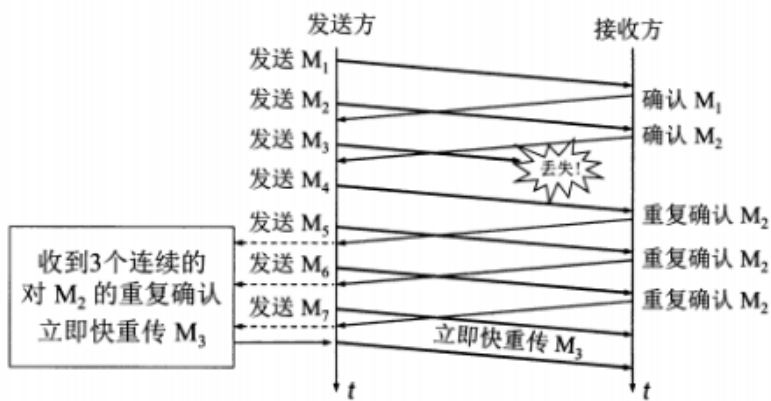 发送方
接收方
发送 M₁
发送 M₂
确认 M₁
发送 M₃
确认 M₂
丢失!
发送 M₄
重复确认 M₂
发送 M₅
收到3个连续的
对 M₂ 的重复确认
立即快重传 M₃
重复确认 M₂
发送 M₆
重复确认 M₂
发送 M₇
立即快重传 M₃
t
t